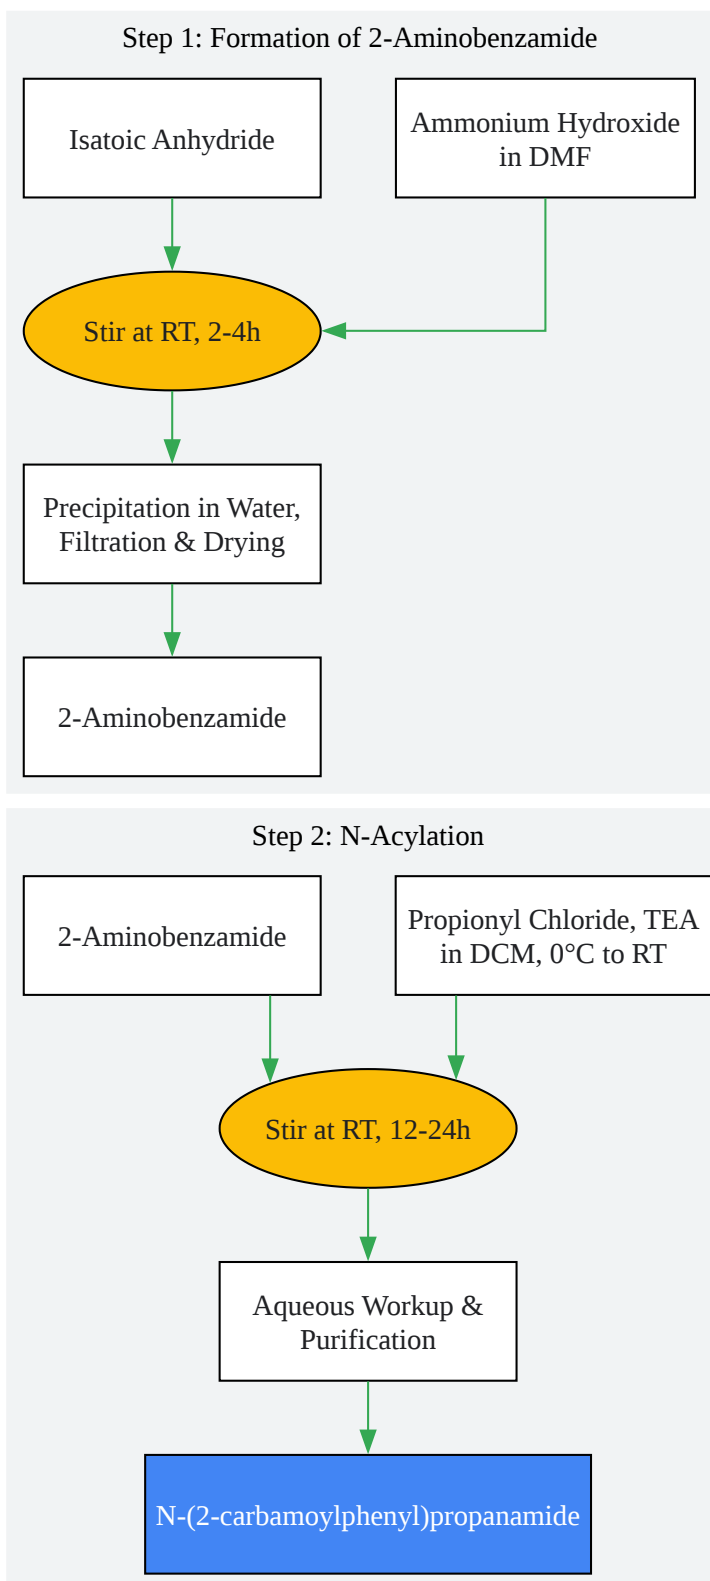 Step 1: Formation of 2-Aminobenzamide
Isatoic Anhydride
Ammonium Hydroxide
in DMF
Stir at RT, 2-4h
Precipitation in Water,
Filtration & Drying
2-Aminobenzamide
Step 2: N-Acylation
2-Aminobenzamide
Propionyl Chloride, TEA
in DCM, 0°C to RT
Stir at RT, 12-24h
Aqueous Workup &
Purification
N-(2-carbamoylphenyl)propanamide